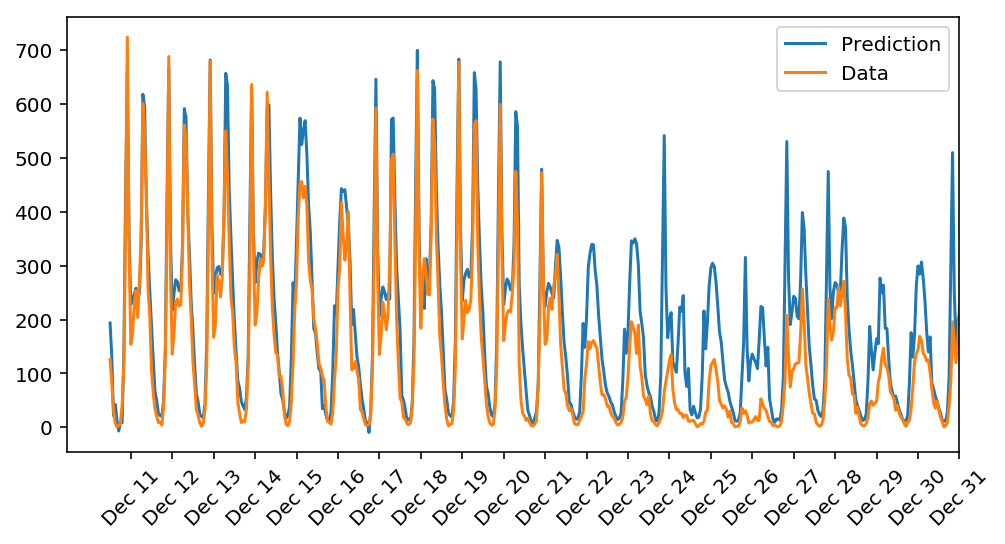 700
600
500
400
300
200
100
0
Prediction
Data
Dec 11
Dec 12
Dec 13
Dec 14
Dec 15
Dec 16
Dec 17
Dec 18
Dec 19
Dec 20
Dec 21
Dec 22
Dec 23
Dec 24
Dec 25
Dec 26
Dec 27
Dec 28
Dec 29
Dec 30
Dec 31